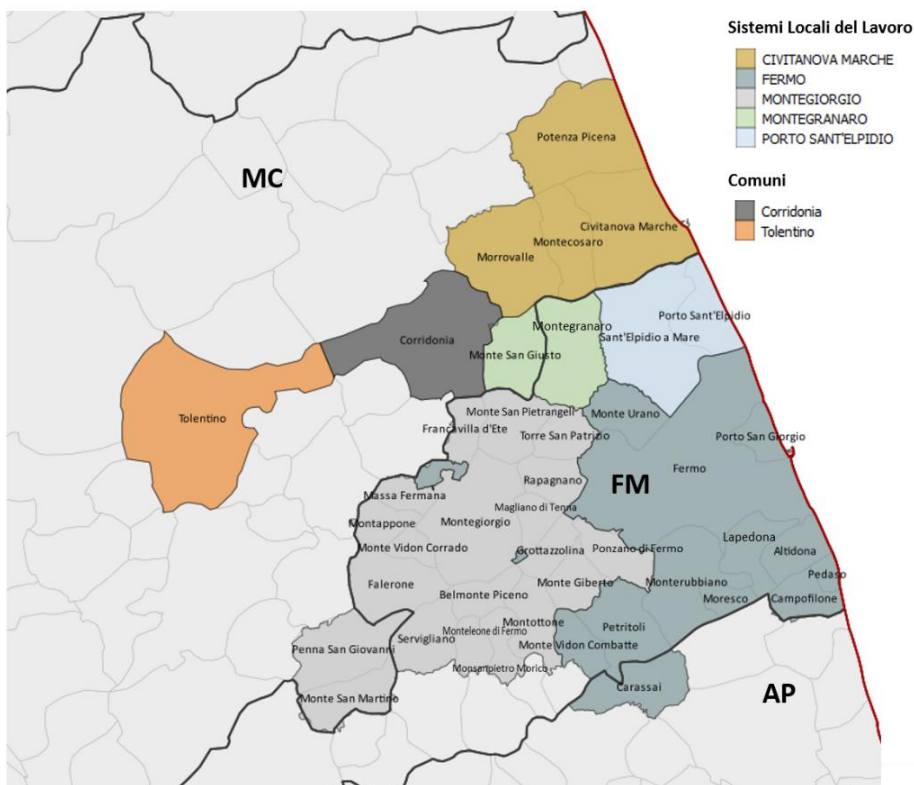 Sistemi Locali del Lavoro
CIVITANOVA MARCHE
FERMO
MONTEGIORGIO
MONTEGRANARO
PORTO SANT'ELPIDIO
Comuni
Corridonia
Tolentino
MC
Potenza Picena
Civitanova Marche
Montecosaro
Morrovalle
Porto Sant'Elpidio
Montegranaro
Sant'Elpidio a Mare
Corridonia
Monte San Giusto
Tolentino
Monte San Pietrangeli
Monte Urano
Francavilla d'Ete
Torre San Patrizio
Porto San Giorgio
Fermo
FM
Rapagnano
Massa Fermana
Magliano di Tenna
Montappone
Montegiorgio
Lapedona
Monte Vidon Corrado
Grottazzolina
Ponzano di Fermo
Altidona
Falerone
Monte Giberto
Monterubbiano
Pedaso
Belmonte Piceno
Moresco
Campofilone
Montottone
Petritoli
Monteleone di Fermo
Servigliano
Monte Vidon Combatte
Penna San Giovanni
Monsanpietro Morico
Carassai
Monte San Martino
AP